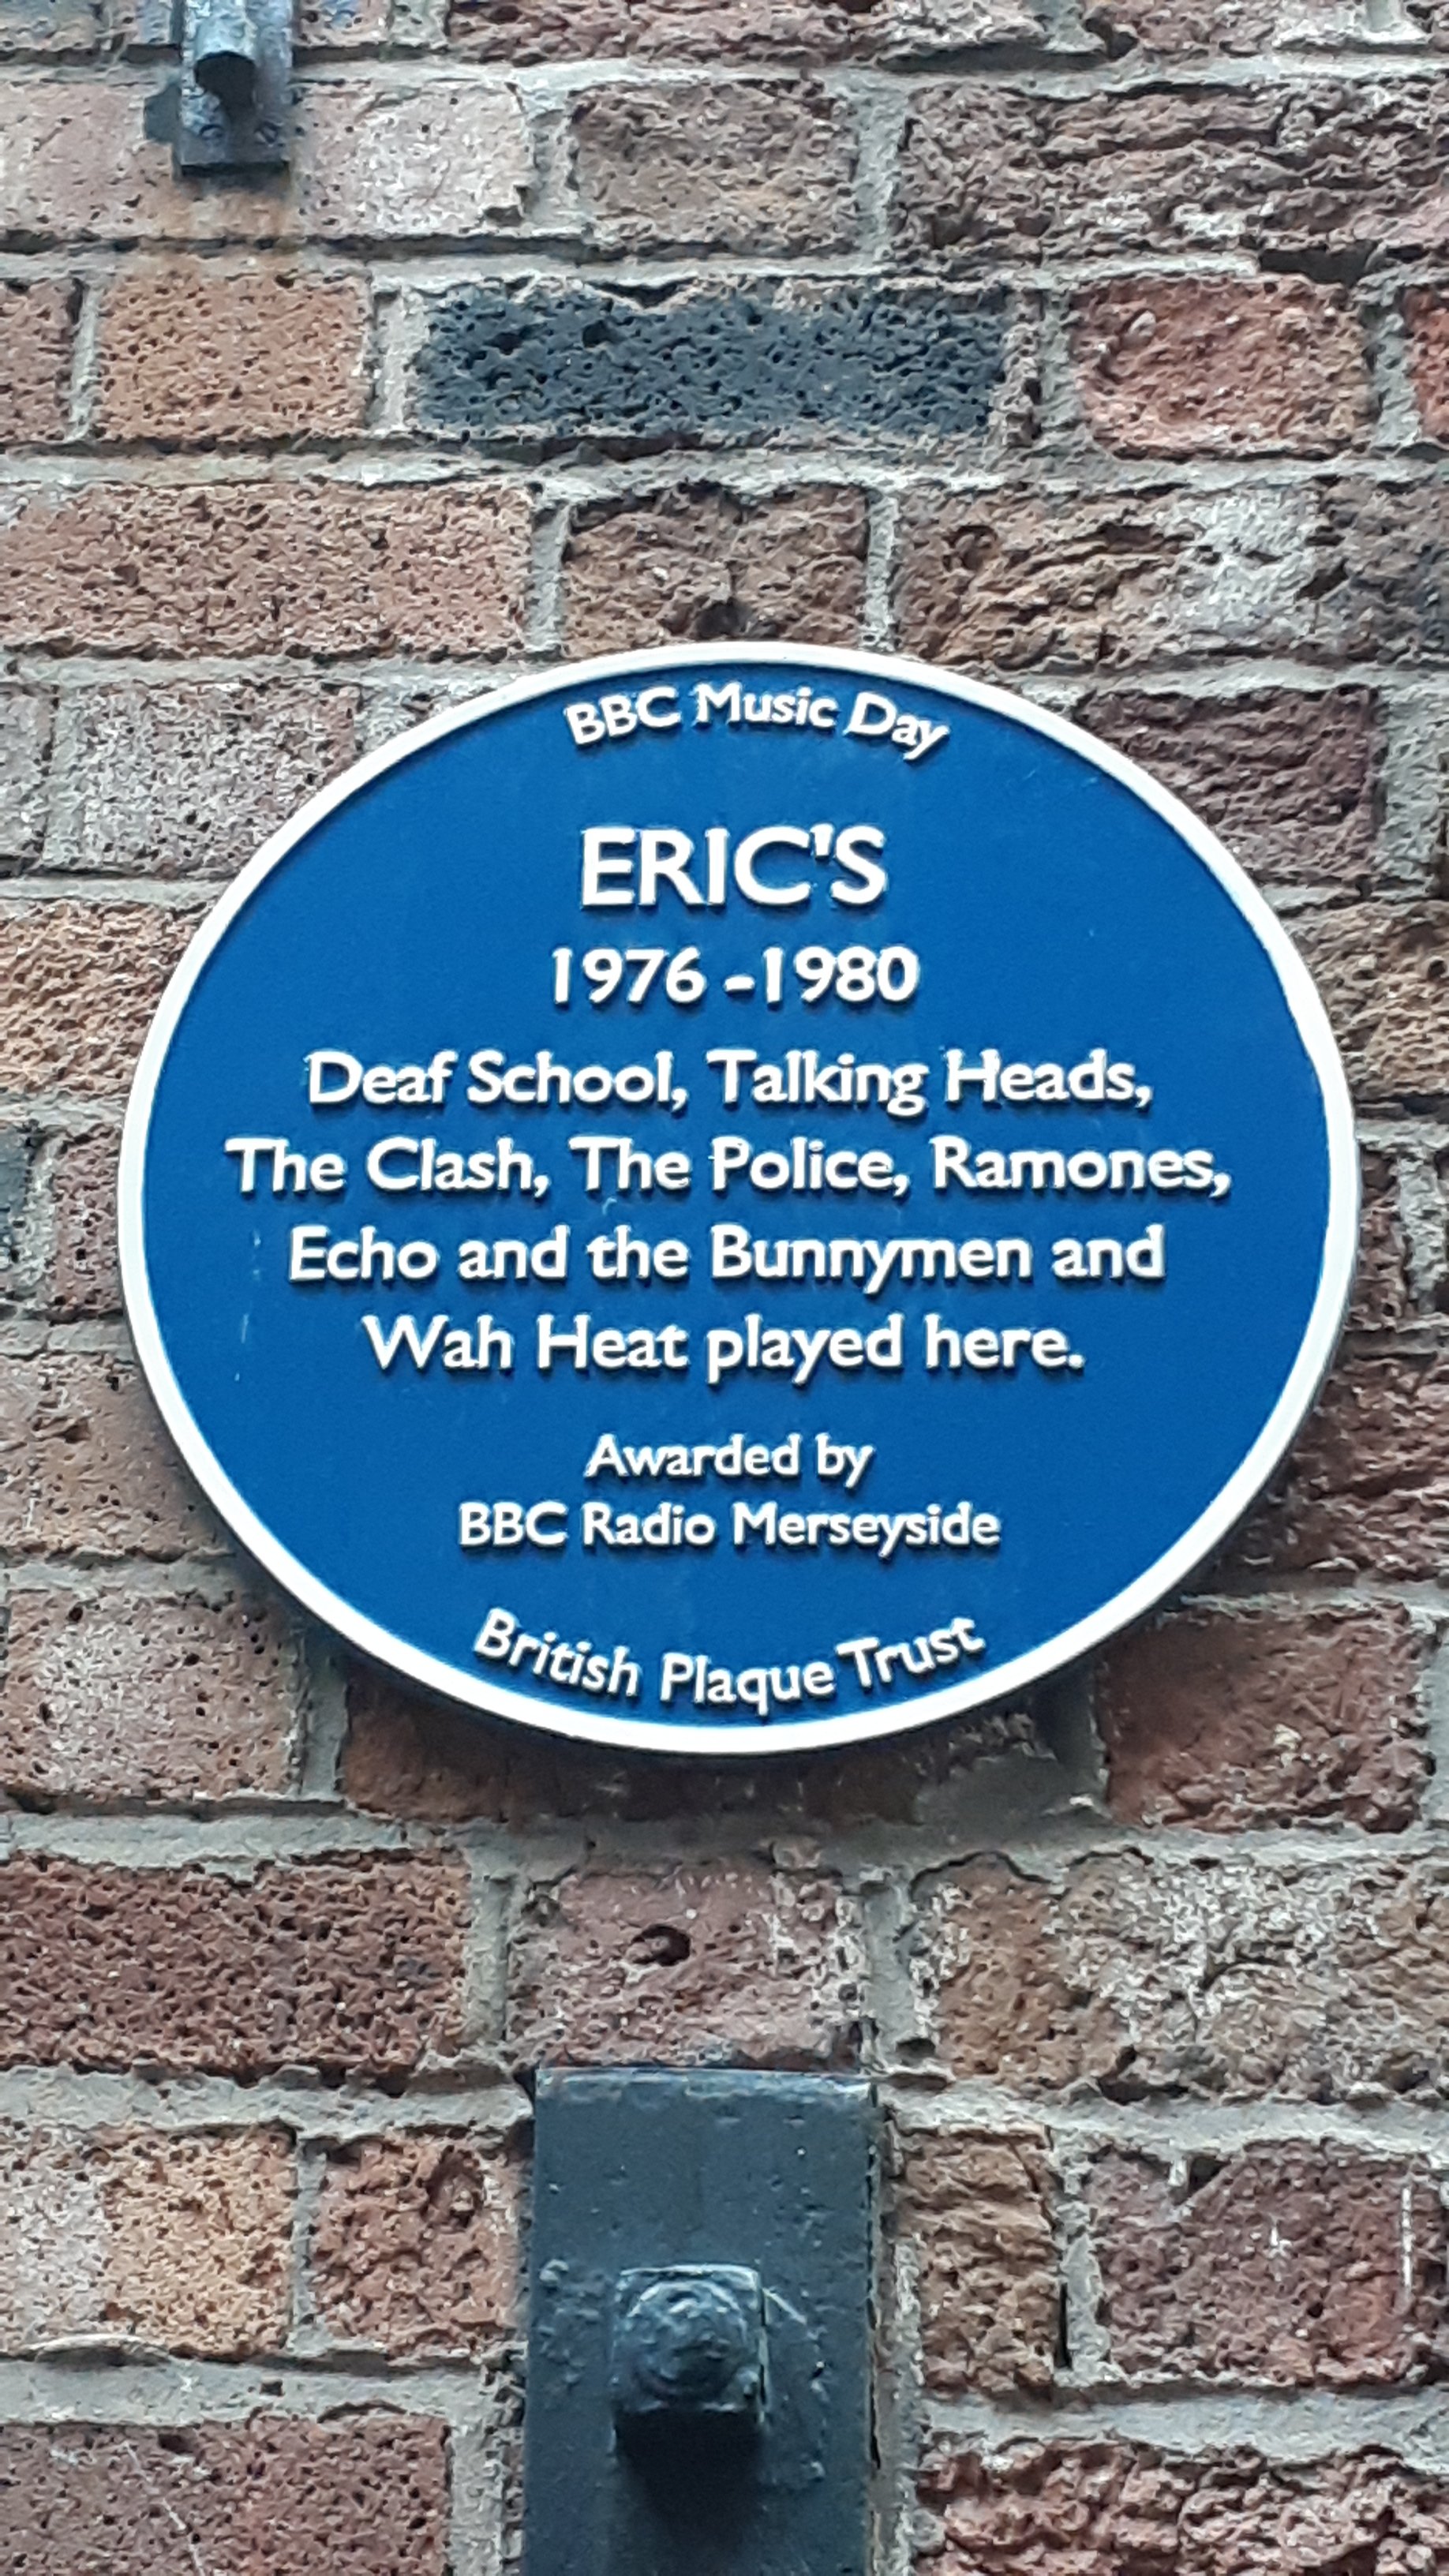 BBC Music Day
ERIC'S
1976 -1980
Deaf School, Talking Heads,
The Clash, The Police, Ramones,
Echo and the Bunnymen and
Wah Heat played here.
Awarded by
BBC Radio Merseyside
British Plaque Trust